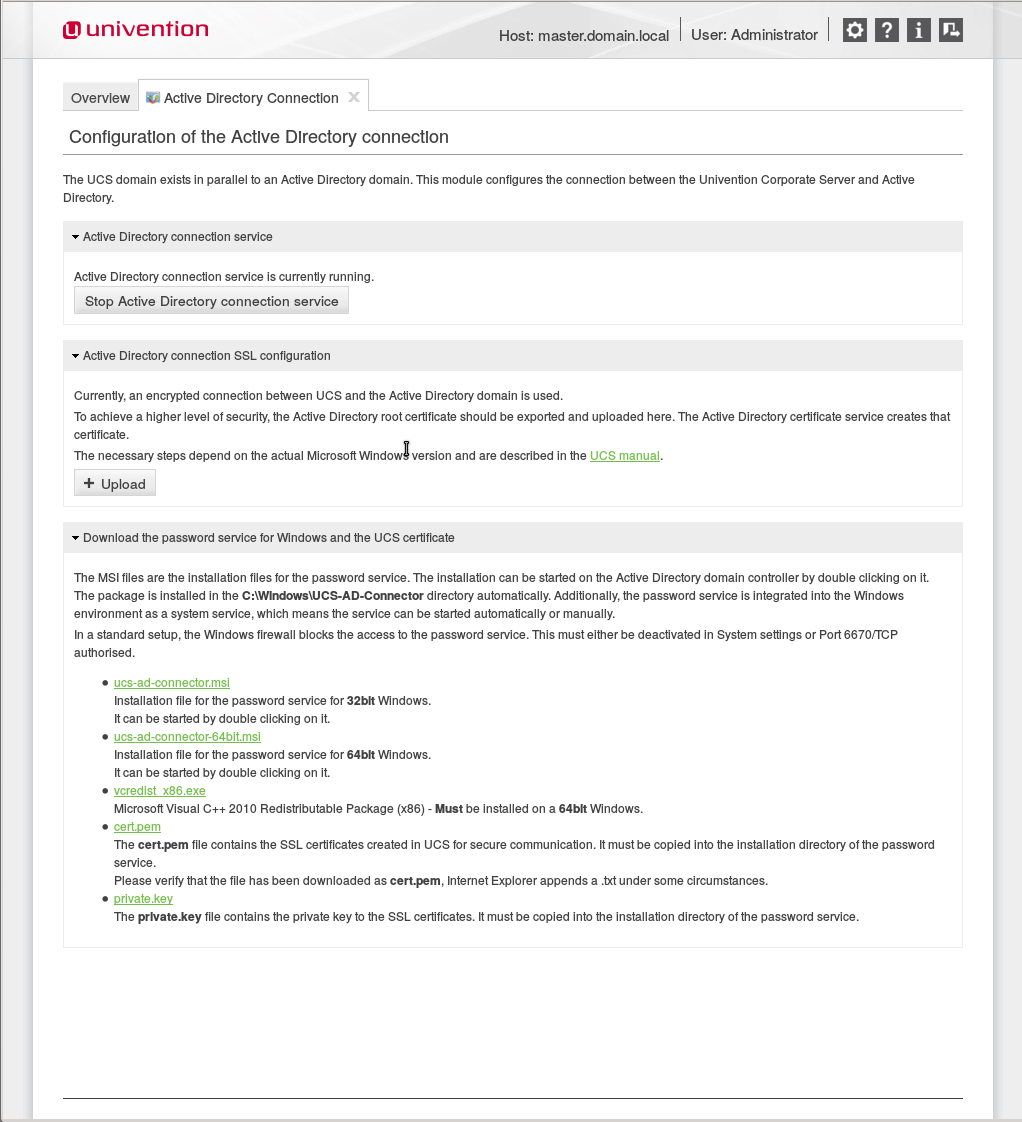 univention
Host: master.domain.local
User: Administrator
Overview
Active Directory Connection
Configuration of the Active Directory connection
The UCS domain exists in parallel to an Active Directory domain. This module configures the connection between the Univention Corporate Server and Active
Directory.
Active Directory connection service
Active Directory connection service is currently running.
Stop Active Directory connection service
Active Directory connection SSL configuration
Currently, an encrypted connection between UCS and the Active Directory domain is used.
To achieve a higher level of security, the Active Directory root certificate should be exported and uploaded here. The Active Directory certificate service creates that
certificate.
The necessary steps depend on the actual Microsoft Windows version and are described in the UCS manual.
+ Upload
Download the password service for Windows and the UCS certificate
The MSI files are the installation files for the password service. The installation can be started on the Active Directory domain controller by double clicking on it.
The package is installed in the C:\WIndows\UCS-AD-Connector directory automatically. Additionally, the password service is integrated into the Windows
environment as a system service, which means the service can be started automatically or manually.
In a standard setup, the Windows firewall blocks the access to the password service. This must either be deactivated in System settings or Port 6670/TCP
authorised.
• ucs-ad-connector.msi
Installation file for the password service for 32bit Windows.
It can be started by double clicking on it.
• ucs-ad-connector-64bit.msi
Installation file for the password service for 64bit Windows.
It can be started by double clicking on it.
• vcredist_x86.exe
Microsoft Visual C++ 2010 Redistributable Package (x86) - Must be installed on a 64bit Windows.
• cert.pem
The cert.pem file contains the SSL certificates created in UCS for secure communication. It must be copied into the installation directory of the password
service.
Please verify that the file has been downloaded as cert.pem, Internet Explorer appends a .txt under some circumstances.
• private.key
The private.key file contains the private key to the SSL certificates. It must be copied into the installation directory of the password service.